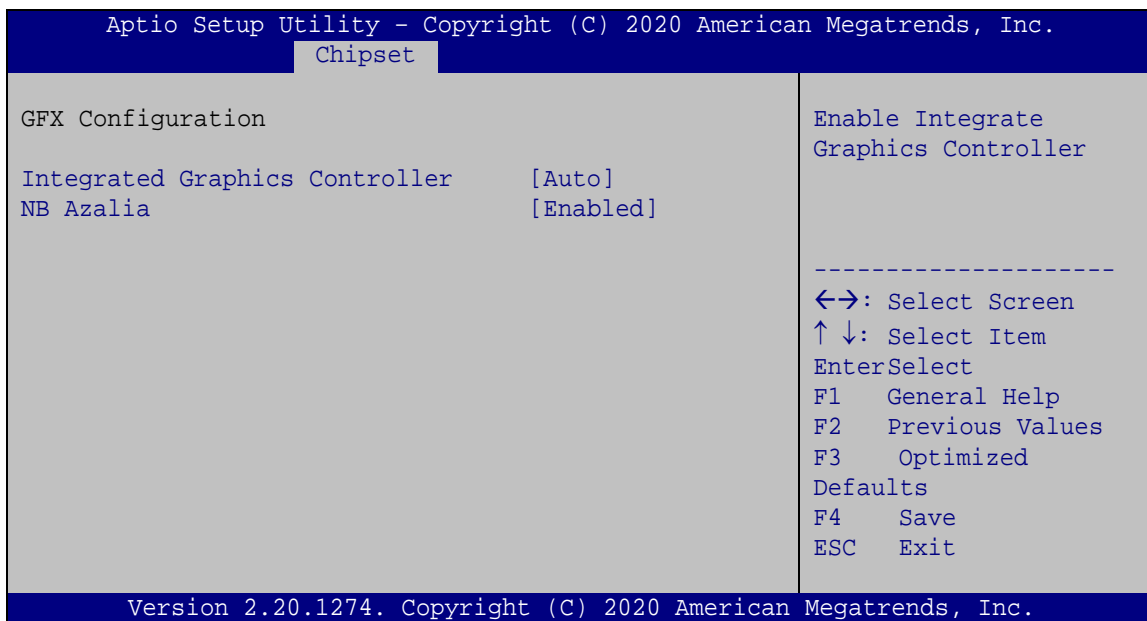 Aptio Setup Utility – Copyright (C) 2020 American Megatrends, Inc.
Chipset
GFX Configuration
Integrated Graphics Controller [Auto]
NB Azalia [Enabled]
Enable Integrate
Graphics Controller
---------------------
←→: Select Screen
↑ ↓: Select Item
EnterSelect
F1 General Help
F2 Previous Values
F3 Optimized
Defaults
F4 Save
ESC Exit
Version 2.20.1274. Copyright (C) 2020 American Megatrends, Inc.